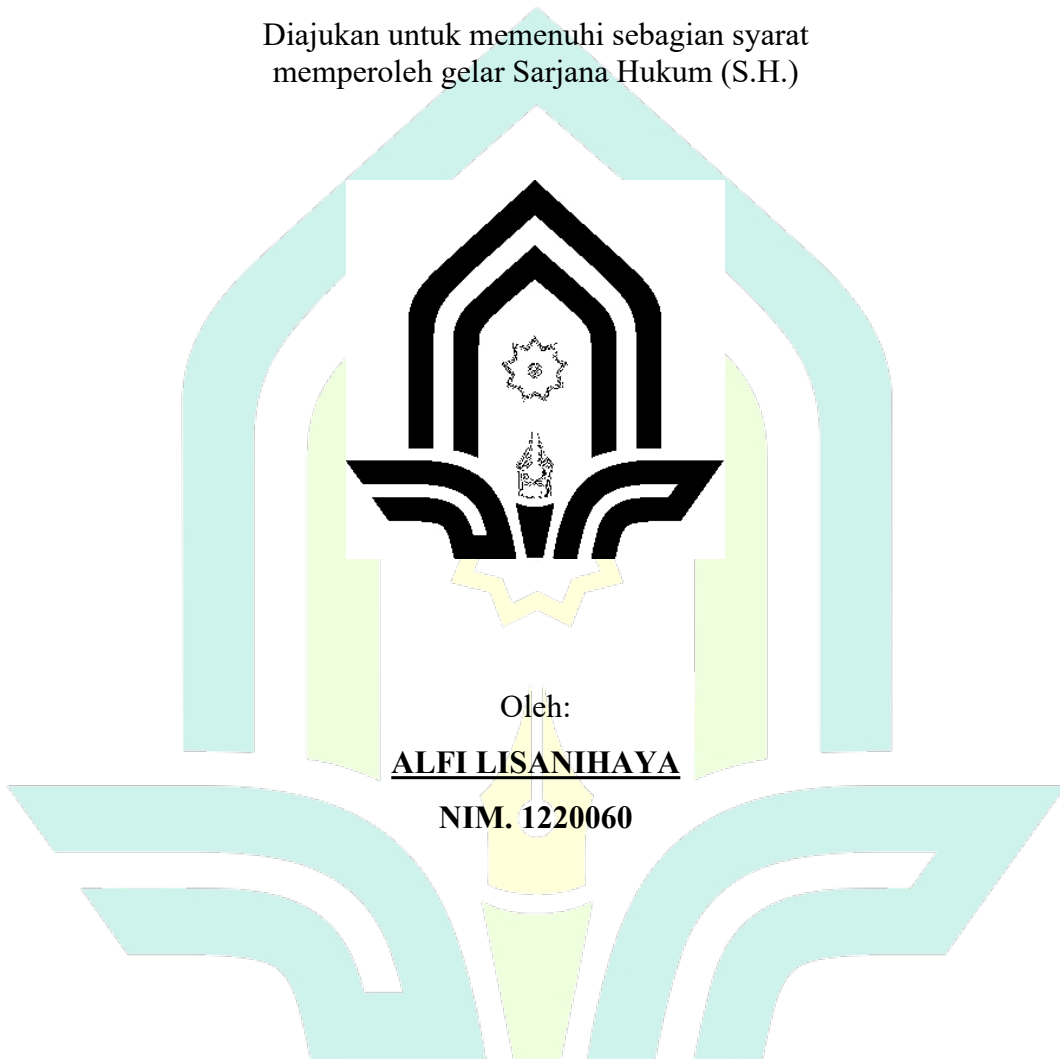 Diajukan untuk memenuhi sebagian syarat
memperoleh gelar Sarjana Hukum (S.H.)
Oleh:
ALFI LISANIHAYA
NIM. 1220060